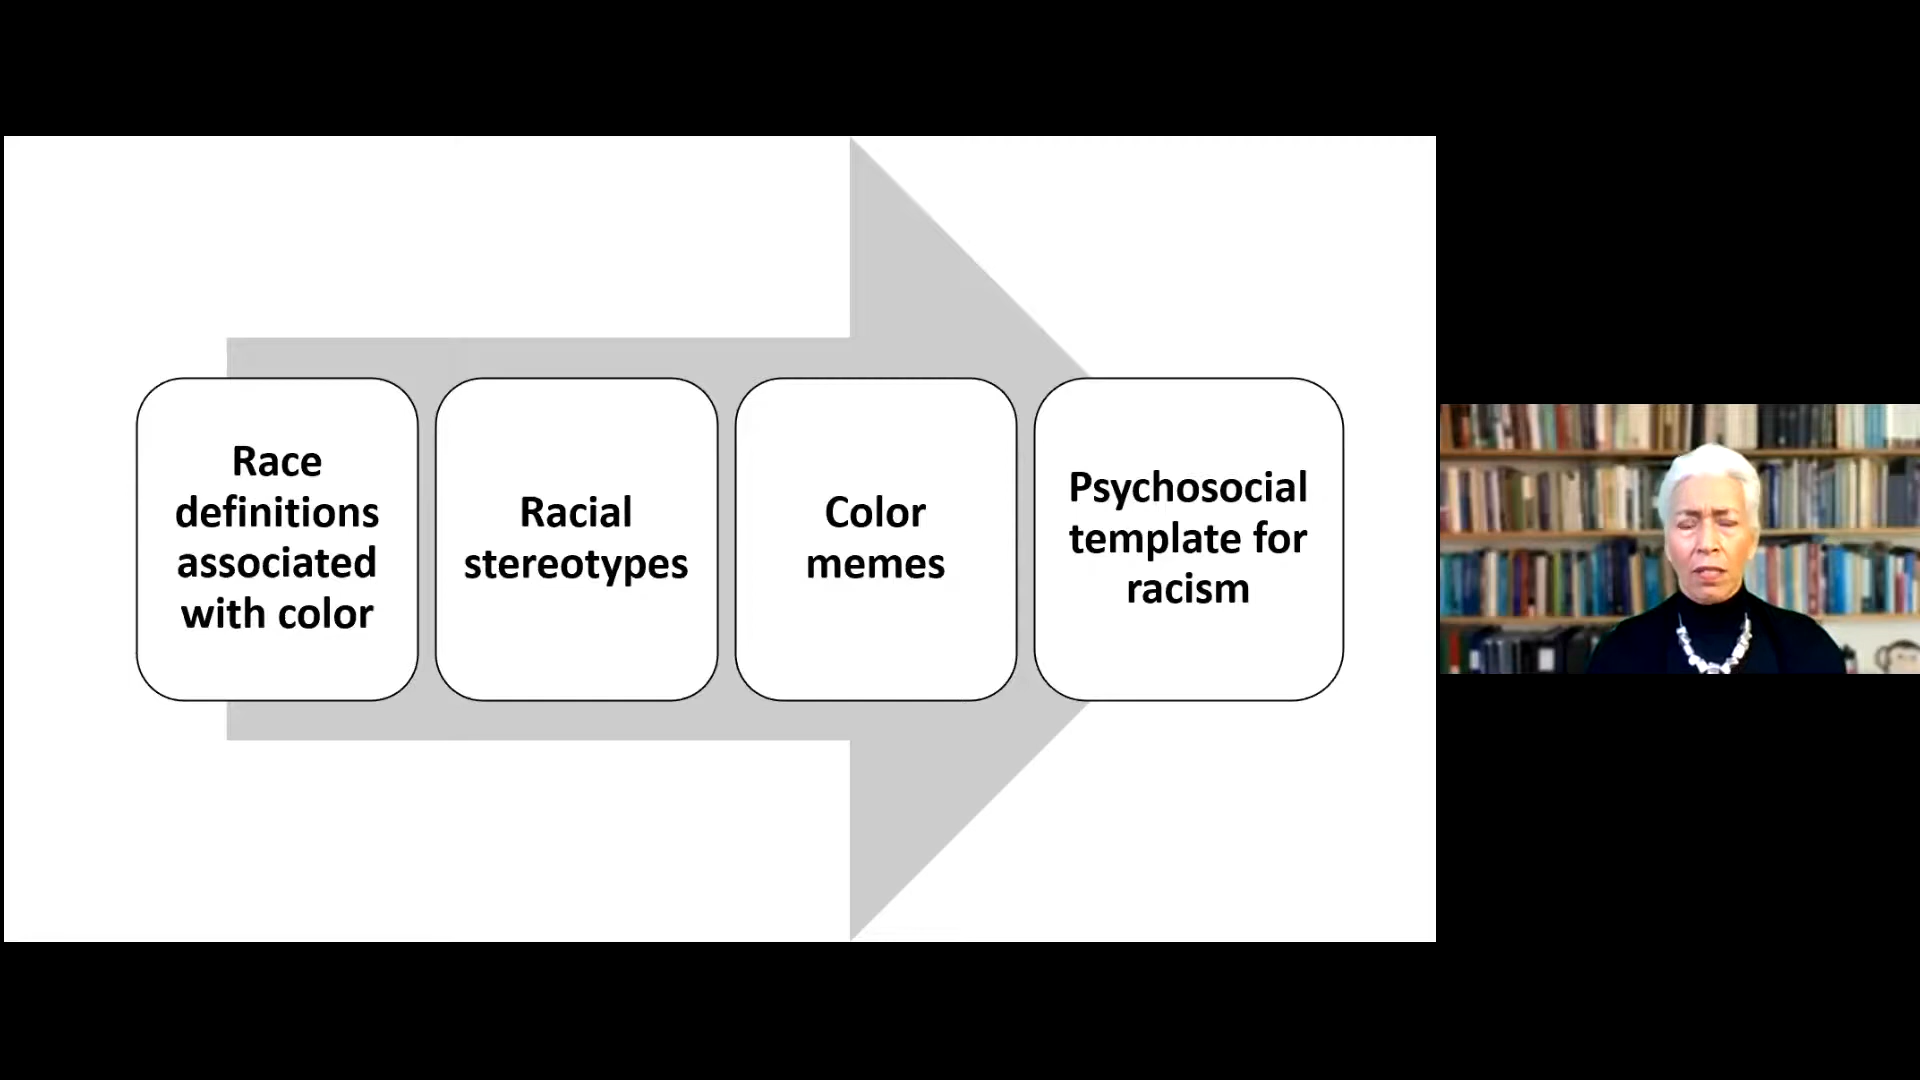 Race
definitions
associated
with color
Racial
stereotypes
Color
memes
Psychosocial
template for
racism